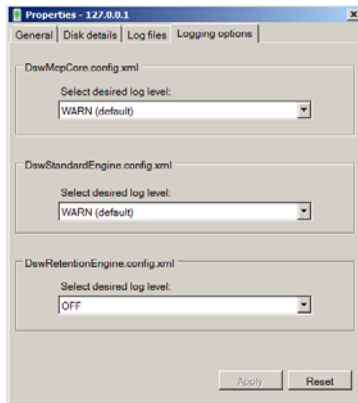 Properties - 127.0.0.1
General Disk details Log files Logging options
DswMcpCore.config.xml
Select desired log level:
WARN (default)
DswStandardEngine.config.xml
Select desired log level:
WARN (default)
DswRetentionEngine.config.xml
Select desired log level:
OFF
Apply Reset